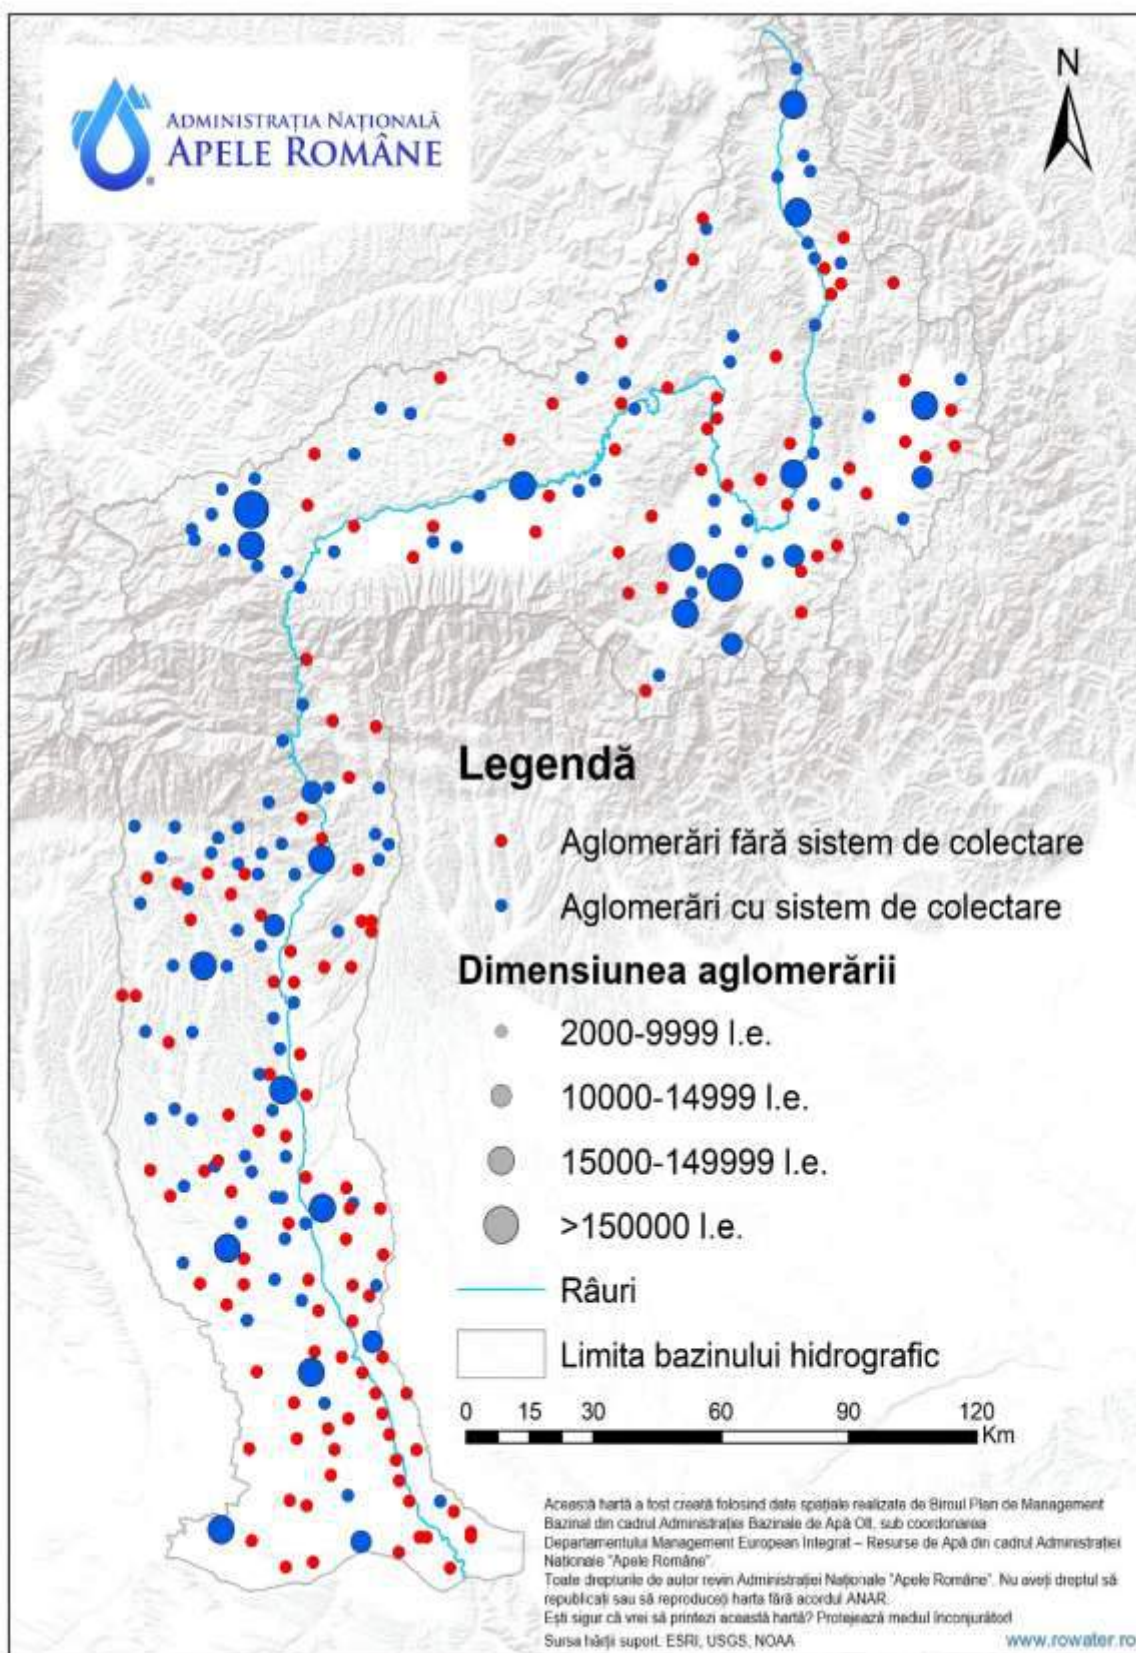 ADMINISTRAȚIA NAȚIONALĂ
APELE ROMÂNE
N
Legendă
Aglomerări fără sistem de colectare
Aglomerări cu sistem de colectare
Dimensiunea aglomerării
2000-9999 l.e.
10000-14999 l.e.
15000-149999 l.e.
>150000 l.e.
Râuri
Limita bazinului hidrografic
0 15 30 60 90 120
Km
Această hartă a fost creată folosind date spațiale realizate de Biroul Plan de Management
Bazinal din cadrul Administrației Bazinale de Apă Olt, sub coordonarea
Departamentului Management European Integrat – Resurse de Apă din cadrul Administrației
Naționale "Apele Române".
Toate drepturile de autor revin Administrației Naționale "Apele Române". Nu aveți dreptul să
republicați sau să reproduceți harta fără acordul ANAR.
Ești sigur că vrei să printezi această hartă? Protejează mediul înconjurător!
Sursa hărții suport: ESRI, USGS, NOAA
www.rowater.ro